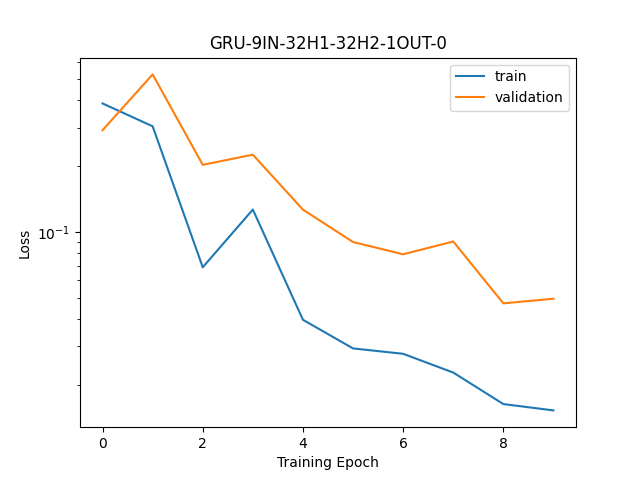 GRU-9IN-32H1-32H2-1OUT-0
train
validation
Loss
10⁻¹
0 2 4 6 8
Training Epoch